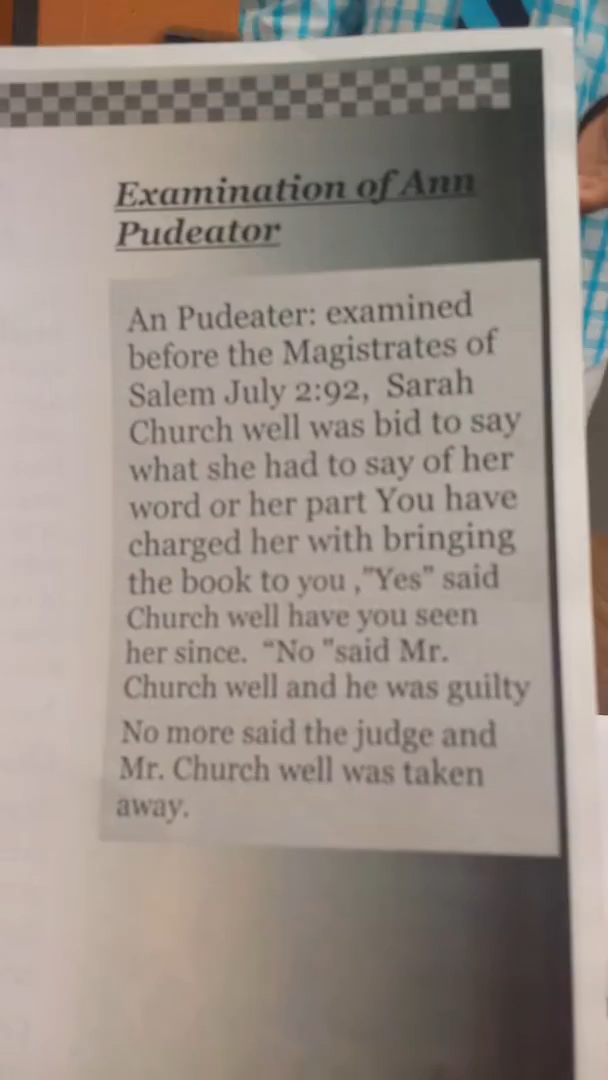 Examination of Ann
Pudeator
An Pudeater: examined
before the Magistrates of
Salem July 2:92, Sarah
Church well was bid to say
what she had to say of her
word or her part You have
charged her with bringing
the book to you ,"Yes" said
Church well have you seen
her since. “No "said Mr.
Church well and he was guilty
No more said the judge and
Mr. Church well was taken
away.